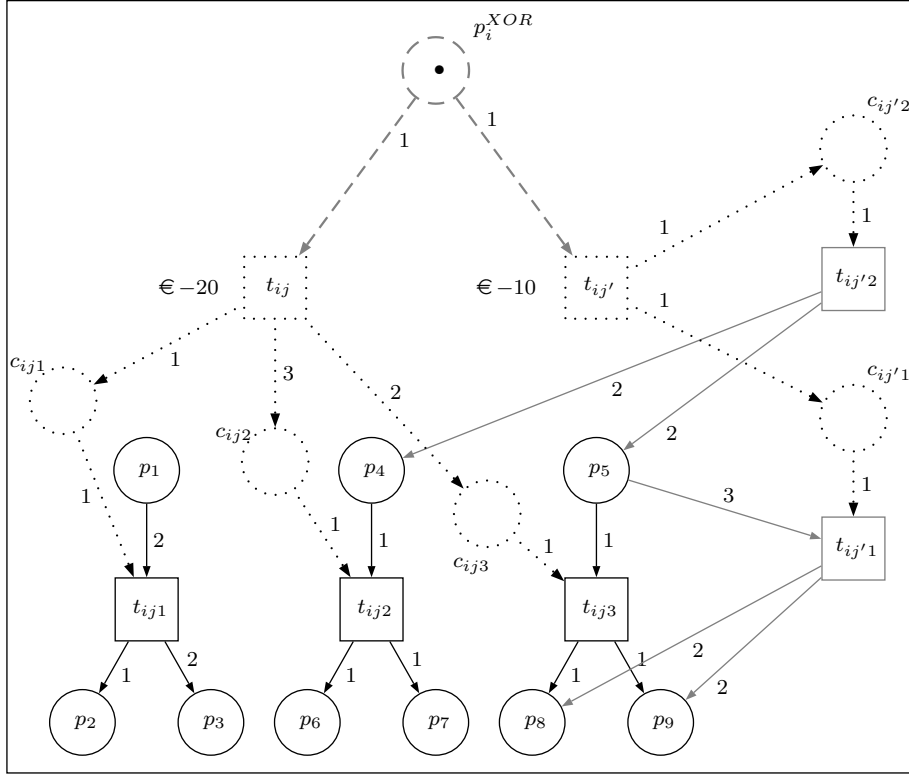 p_i^{XOR}
c_{ij'2}
1
1
1
1
€−20
t_{ij}
€−10
t_{ij'}
t_{ij'2}
1
c_{ij1}
1
3
2
2
c_{ij'1}
c_{ij2}
2
p_1
p_4
p_5
3
1
1
1
2
1
1
1
c_{ij3}
t_{ij'1}
t_{ij1}
t_{ij2}
t_{ij3}
1
2
1
1
1
1
2
2
p_2
p_3
p_6
p_7
p_8
p_9